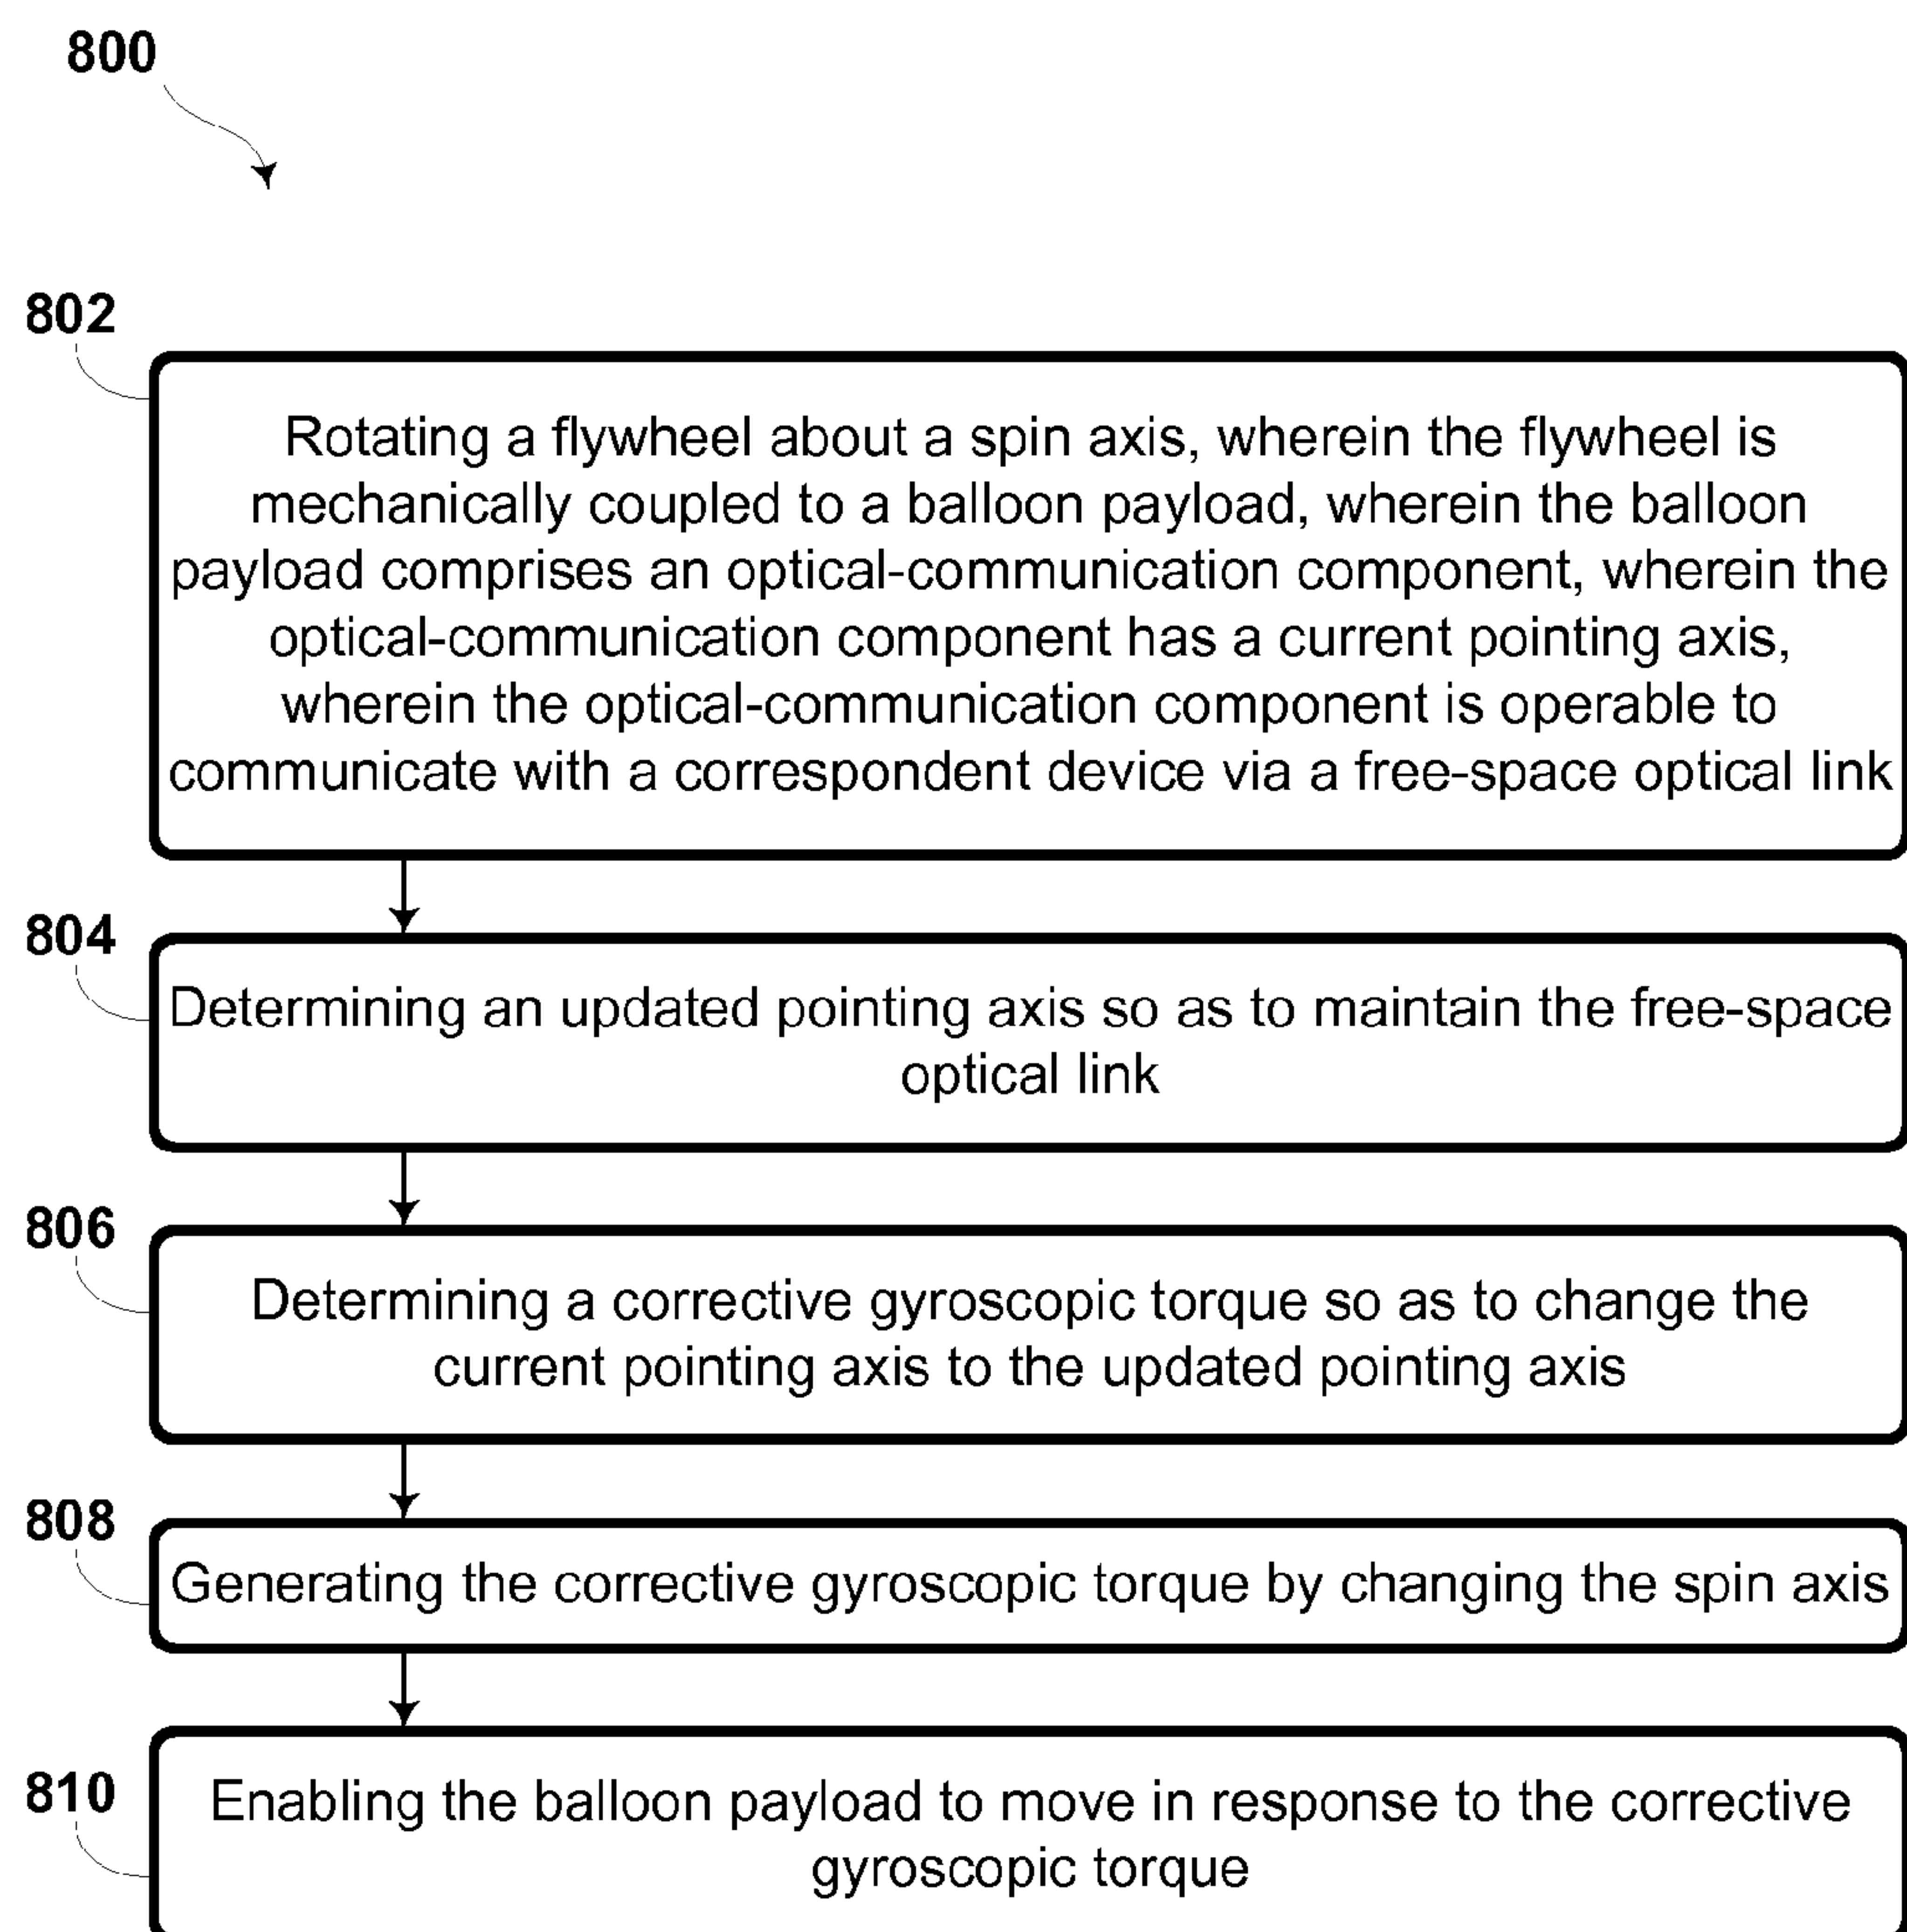 800
802
Rotating a flywheel about a spin axis, wherein the flywheel is
mechanically coupled to a balloon payload, wherein the balloon
payload comprises an optical-communication component, wherein the
optical-communication component has a current pointing axis,
wherein the optical-communication component is operable to
communicate with a correspondent device via a free-space optical link
804
Determining an updated pointing axis so as to maintain the free-space
optical link
806
Determining a corrective gyroscopic torque so as to change the
current pointing axis to the updated pointing axis
808
Generating the corrective gyroscopic torque by changing the spin axis
810
Enabling the balloon payload to move in response to the corrective
gyroscopic torque